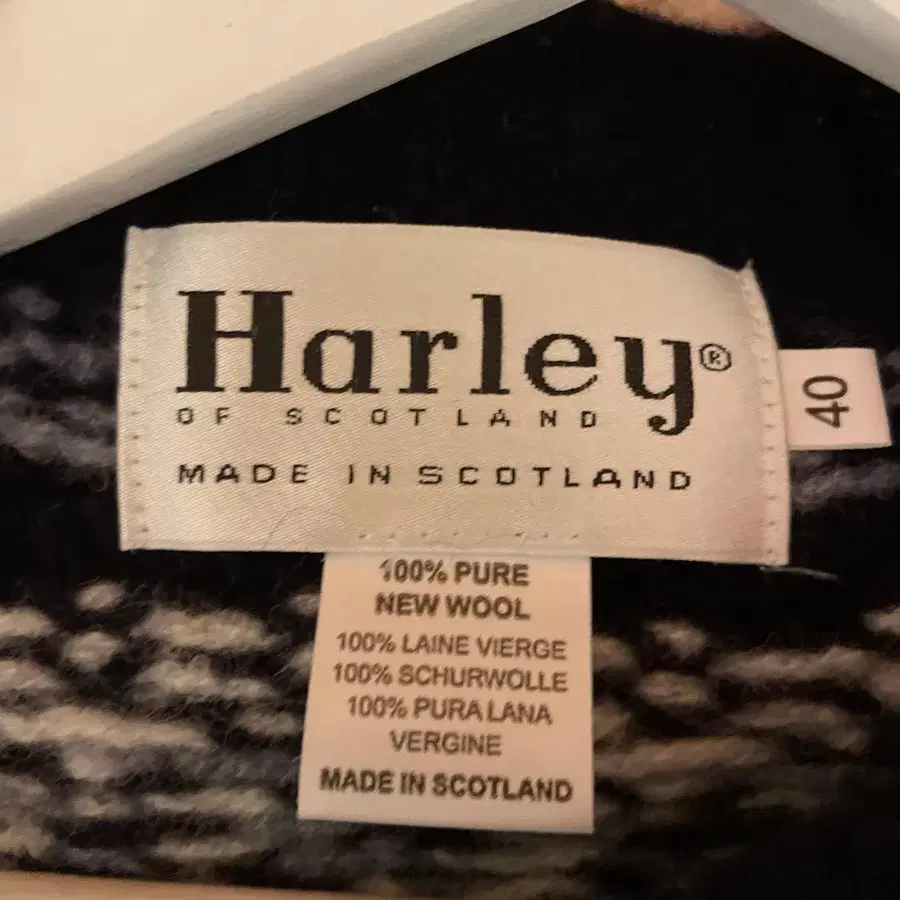 Harley®
OF SCOTLAND
MADE IN SCOTLAND
40
100% PURE
NEW WOOL
100% LAINE VIERGE
100% SCHURWOLLE
100% PURA LANA
VERGINE
MADE IN SCOTLAND